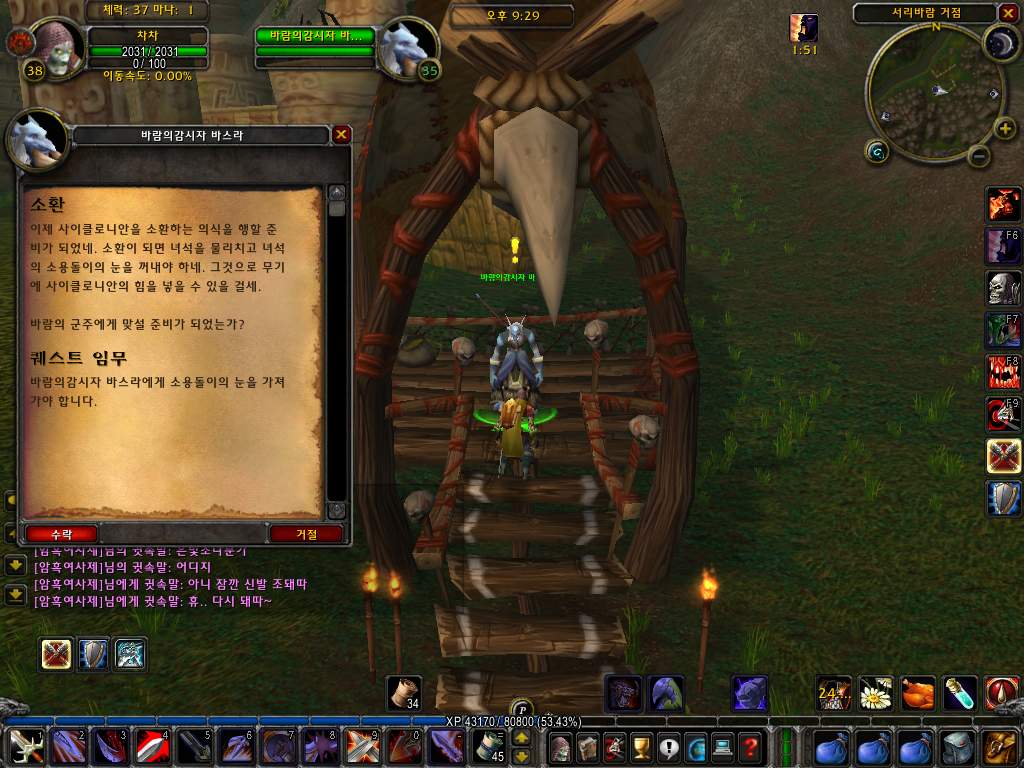 체력: 37 마나: 1
오후 9:29
서리바람 거점
차차
바람의감시자 바...
2031 / 2031
0 / 100
38
35
이동속도: 0.00%
1:51
N
바람의감시자 바스라
소환
이제 사이클로니안을 소환하는 의식을 행할 준
비가 되었네. 소환이 되면 녀석을 물리치고 녀석
의 소용돌이의 눈을 꺼내야 하네. 그것으로 무기
에 사이클로니안의 힘을 넣을 수 있을 걸세.
바람의 군주에게 맞설 준비가 되었는가?
퀘스트 임무
바람의감시자 바스라에게 소용돌이의 눈을 가져
가야 합니다.
수락
거절
바람의감시자 바
F6
F7
F8
F9
[암흑여사제]님의 귓속말: 어디지
[암흑여사제]님에게 귓속말: 아니 잠깐 신발 조돼따
[암흑여사제]님에게 귓속말: 휴.. 다시 돼따~
34
24
P
XP 43170 / 80800 (53.43%)
1 2 3 4 5 6 7 8 9 0 - =
45